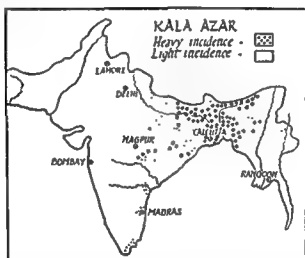 KALA AZAR
Heavy incidence -
Light incidence -
LAHORE
DELHI
CALCUTTA
NAGPUR
BOMBAY
RANGOON
MADRAS